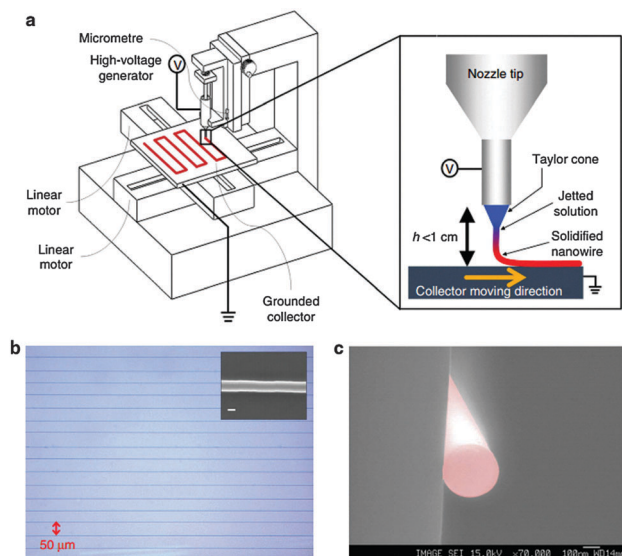 a
Micrometre
High-voltage
generator
V
Linear
motor
Linear
motor
Grounded
collector
Nozzle tip
V
Taylor cone
Jetted
solution
h<1 cm
Solidified
nanowire
Collector moving direction
b
50 μm
c
IMAGE SEI 15.0kV x70.000 100nm WD14mm